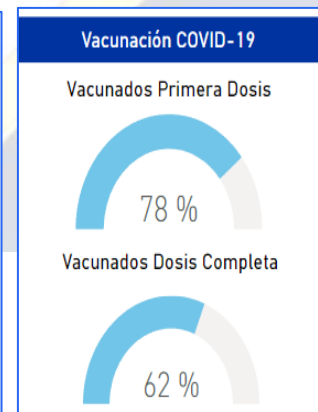 Vacunación COVID-19
Vacunados Primera Dosis
78 %
Vacunados Dosis Completa
62 %